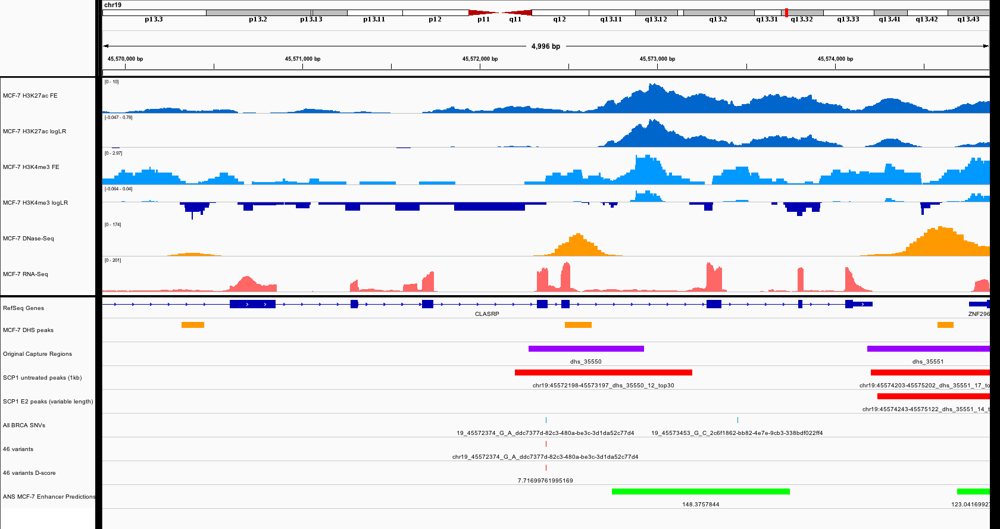 chr19
p13.3 p13.2 p13.13 p13.11 p12 p11 q11 q12 q13.11 q13.12 q13.2 q13.31 q13.32 q13.33 q13.41 q13.42 q13.43
4,996 bp
45,570,000 bp 45,571,000 bp 45,572,000 bp 45,573,000 bp 45,574,000 bp
[0 - 10]
MCF-7 H3K27ac FE
[-0.047 - 0.78]
MCF-7 H3K27ac logLR
[0 - 2.97]
MCF-7 H3K4me3 FE
[-0.064 - 0.04]
MCF-7 H3K4me3 logLR
[0 - 174]
MCF-7 DNase-Seq
[0 - 201]
MCF-7 RNA-Seq
RefSeq Genes
CLASRP ZNF296
MCF-7 DHS peaks
Original Capture Regions
dhs_35550 dhs_35551
SCP1 untreated peaks (1kb)
chr19:45572198-45573197_dhs_35550_12_top30 chr19:45574203-45575202_dhs_35551_17_to
SCP1 E2 peaks (variable length)
chr19:45574243-45575122_dhs_35551_14_t
All BRCA SNVs
19_45572374_G_A_ddc7377d-82c3-480a-be3c-3d1da52c77d4 19_45573453_G_C_2c6f1862-bb82-4e7e-9cb3-338bdf022ff4
46 variants
chr19_45572374_G_A_ddc7377d-82c3-480a-be3c-3d1da52c77d4
46 variants D-score
7.71699761995169
ANS MCF-7 Enhancer Predictions
148.3757844 123.0416992